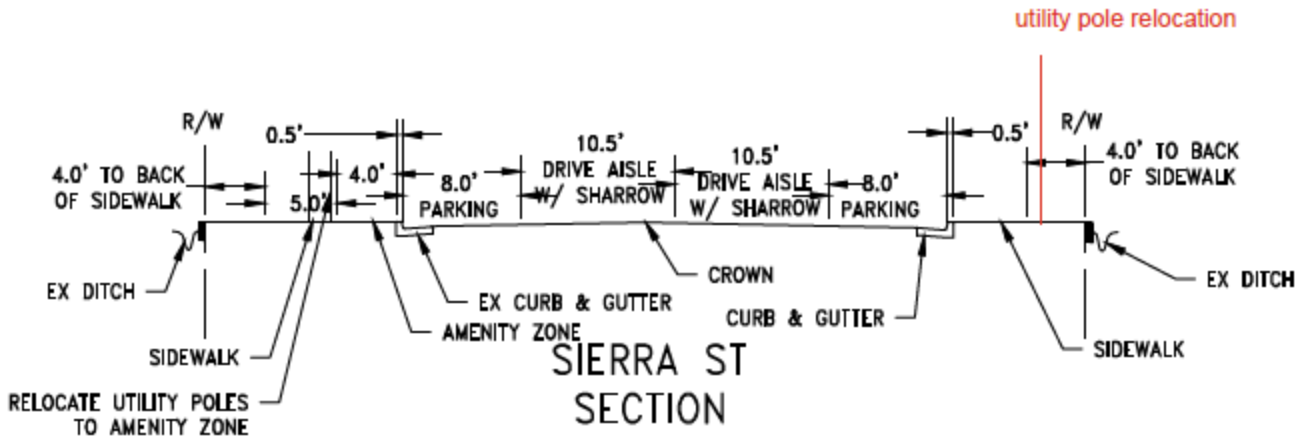 utility pole relocation
R/W
0.5'
4.0' TO BACK
OF SIDEWALK
5.0'
4.0'
8.0'
PARKING
10.5'
DRIVE AISLE
W/ SHARROW
10.5'
DRIVE AISLE
W/ SHARROW
8.0'
PARKING
0.5'
R/W
4.0' TO BACK
OF SIDEWALK
EX DITCH
SIDEWALK
RELOCATE UTILITY POLES
TO AMENITY ZONE
EX CURB & GUTTER
AMENITY ZONE
CROWN
CURB & GUTTER
SIDEWALK
EX DITCH
SIERRA ST
SECTION